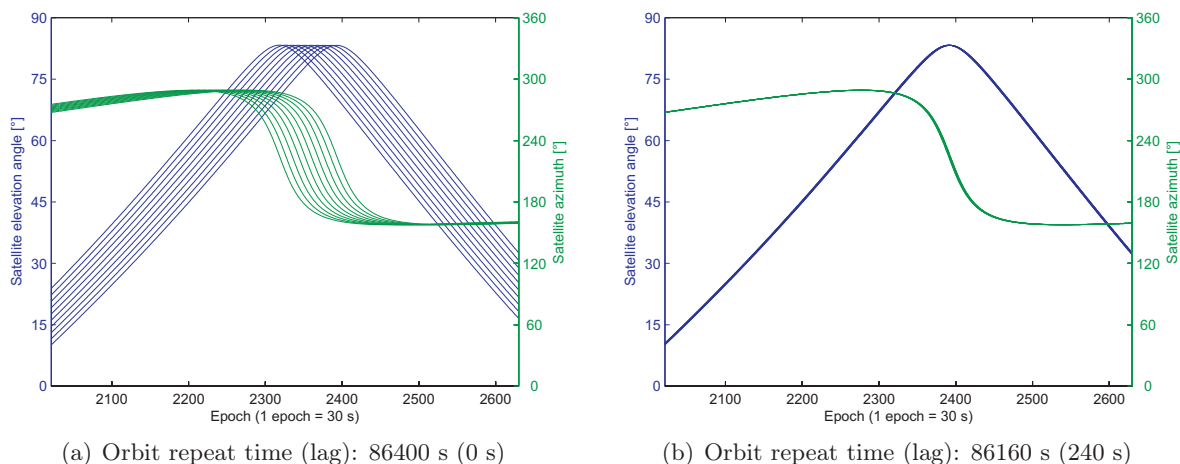 90
75
60
45
30
15
0
Satellite elevation angle [°]
360
300
240
180
120
60
0
Satellite azimuth [°]
2100 2200 2300 2400 2500 2600
Epoch (1 epoch = 30 s)
(a) Orbit repeat time (lag): 86400 s (0 s)
90
75
60
45
30
15
0
Satellite elevation angle [°]
360
300
240
180
120
60
0
Satellite azimuth [°]
2100 2200 2300 2400 2500 2600
Epoch (1 epoch = 30 s)
(b) Orbit repeat time (lag): 86160 s (240 s)